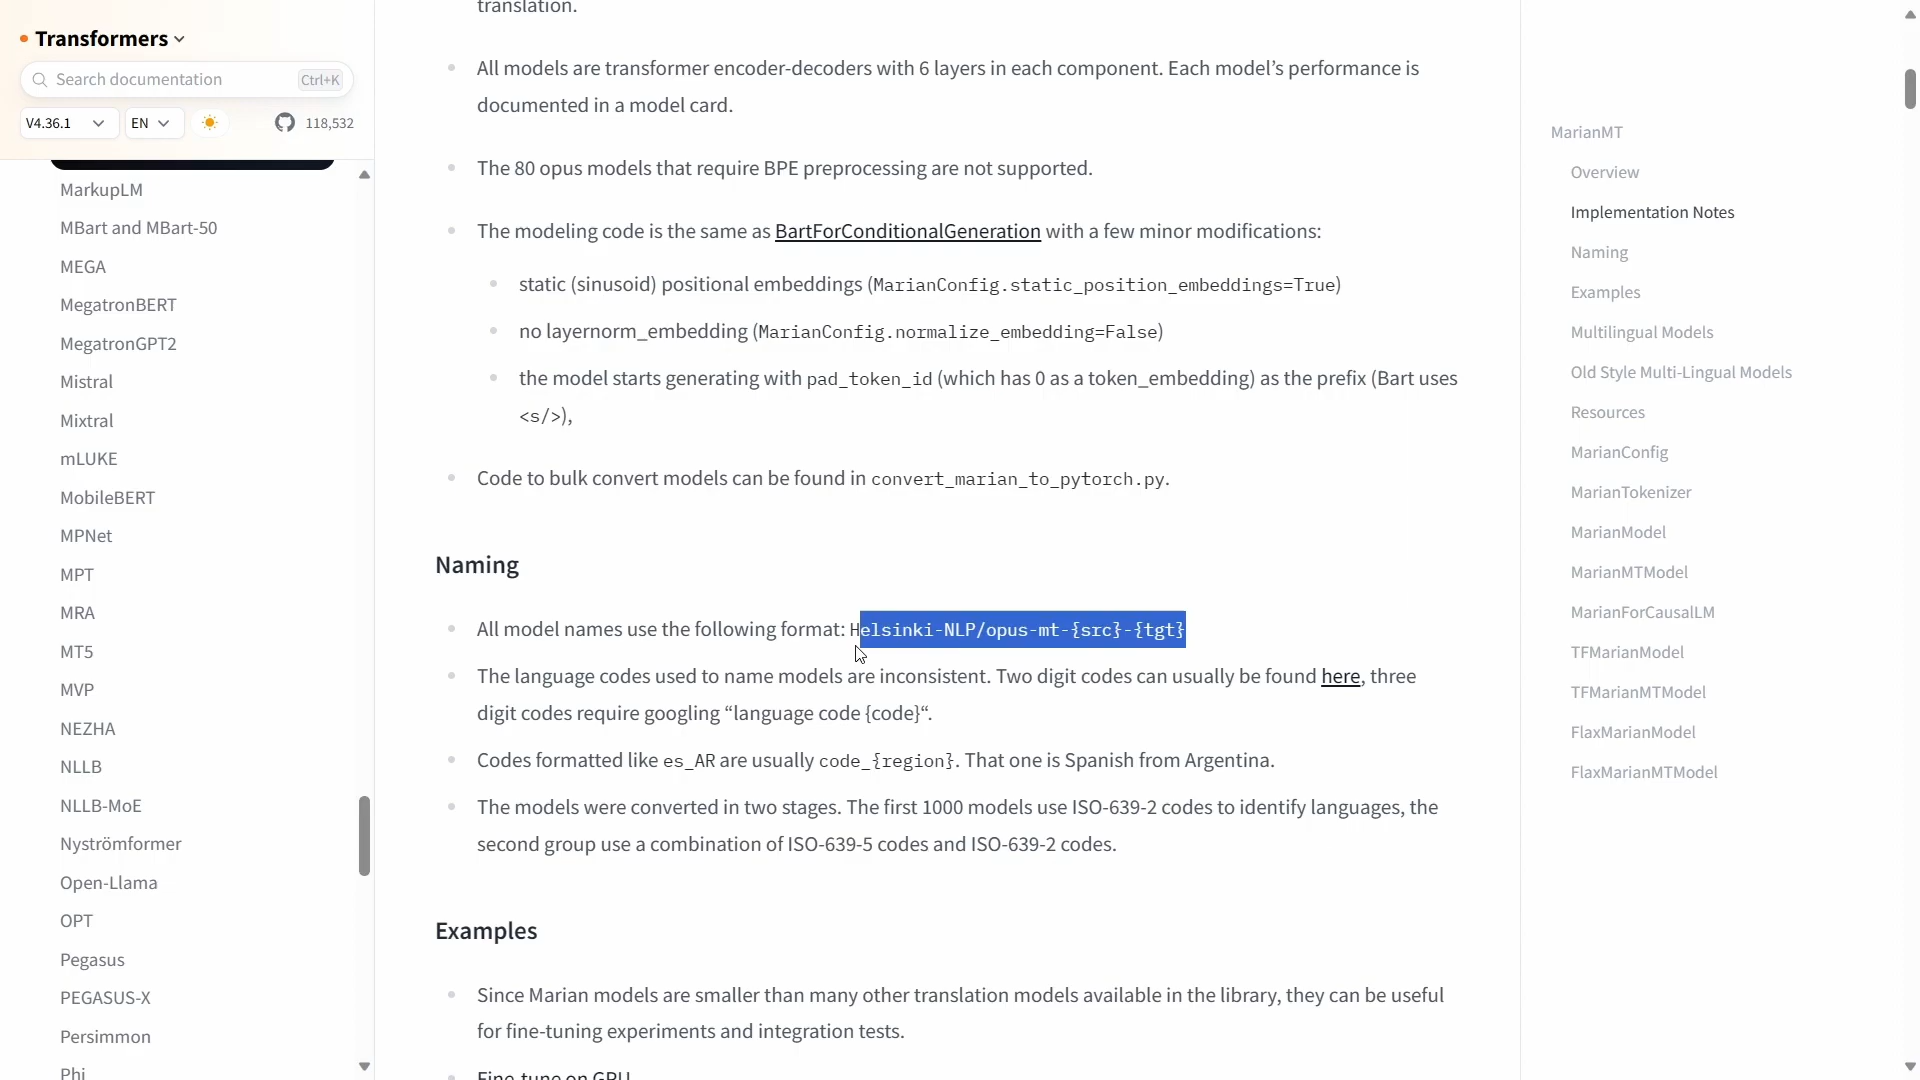 Transformers
Search documentation Ctrl+K
V4.36.1 EN 118,532
MarkupLM
MBart and MBart-50
MEGA
MegatronBERT
MegatronGPT2
Mistral
Mixtral
mLUKE
MobileBERT
MPNet
MPT
MRA
MT5
MVP
NEZHA
NLLB
NLLB-MoE
Nyströmformer
Open-Llama
OPT
Pegasus
PEGASUS-X
Persimmon
Phi
translation.
All models are transformer encoder-decoders with 6 layers in each component. Each model’s performance is
documented in a model card.
The 80 opus models that require BPE preprocessing are not supported.
The modeling code is the same as BartForConditionalGeneration with a few minor modifications:
static (sinusoid) positional embeddings (MarianConfig.static_position_embeddings=True)
no layernorm_embedding (MarianConfig.normalize_embedding=False)
the model starts generating with pad_token_id (which has 0 as a token_embedding) as the prefix (Bart uses
<s/>),
Code to bulk convert models can be found in convert_marian_to_pytorch.py.
Naming
All model names use the following format: Helsinki-NLP/opus-mt-{src}-{tgt}
The language codes used to name models are inconsistent. Two digit codes can usually be found here, three
digit codes require googling “language code {code}“.
Codes formatted like es_AR are usually code_{region}. That one is Spanish from Argentina.
The models were converted in two stages. The first 1000 models use ISO-639-2 codes to identify languages, the
second group use a combination of ISO-639-5 codes and ISO-639-2 codes.
Examples
Since Marian models are smaller than many other translation models available in the library, they can be useful
for fine-tuning experiments and integration tests.
Fine-tune on GPU
MarianMT
Overview
Implementation Notes
Naming
Examples
Multilingual Models
Old Style Multi-Lingual Models
Resources
MarianConfig
MarianTokenizer
MarianModel
MarianMTModel
MarianForCausalLM
TFMarianModel
TFMarianMTModel
FlaxMarianModel
FlaxMarianMTModel